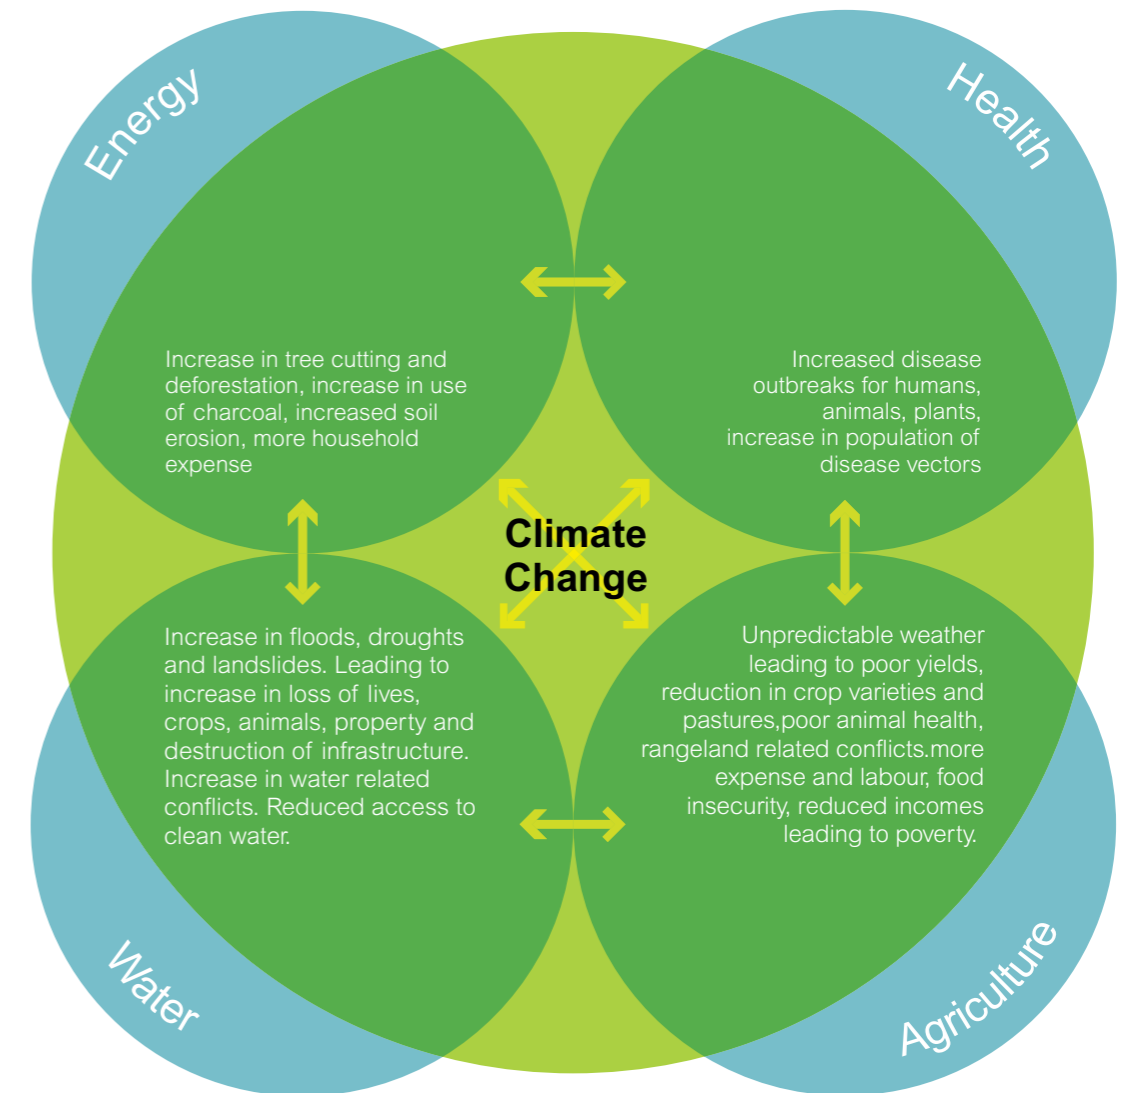 Energy
Health
Increase in tree cutting and
deforestation, increase in use
of charcoal, increased soil
erosion, more household
expense
Increased disease
outbreaks for humans,
animals, plants,
increase in population of
disease vectors
Climate
Change
Increase in floods, droughts
and landslides. Leading to
increase in loss of lives,
crops, animals, property and
destruction of infrastructure.
Increase in water related
conflicts. Reduced access to
clean water.
Unpredictable weather
leading to poor yields,
reduction in crop varieties and
pastures,poor animal health,
rangeland related conflicts.more
expense and labour, food
insecurity, reduced incomes
leading to poverty.
Water
Agriculture